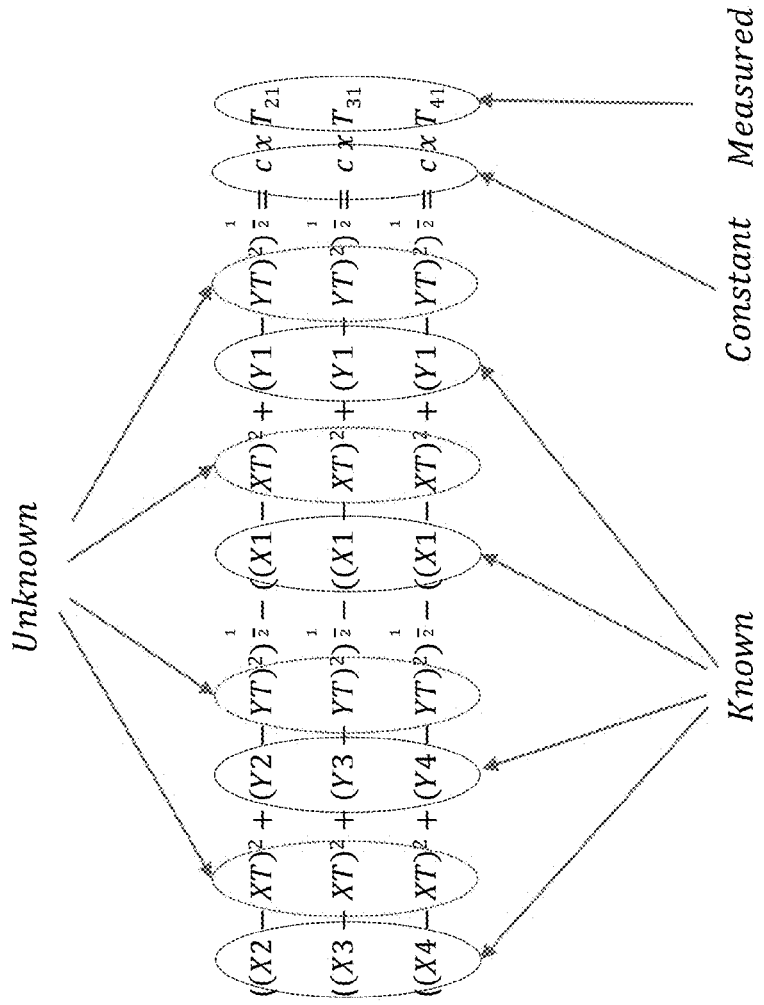 Unknown
((X2 − XT)² + (Y2 − YT)²)^{1/2} − ((X1 − XT)² + (Y1 − YT)²)^{1/2} = c x T₂₁
((X3 − XT)² + (Y3 − YT)²)^{1/2} − ((X1 − XT)² + (Y1 − YT)²)^{1/2} = c x T₃₁
((X4 − XT)² + (Y4 − YT)²)^{1/2} − ((X1 − XT)² + (Y1 − YT)²)^{1/2} = c x T₄₁
Known Constant Measured